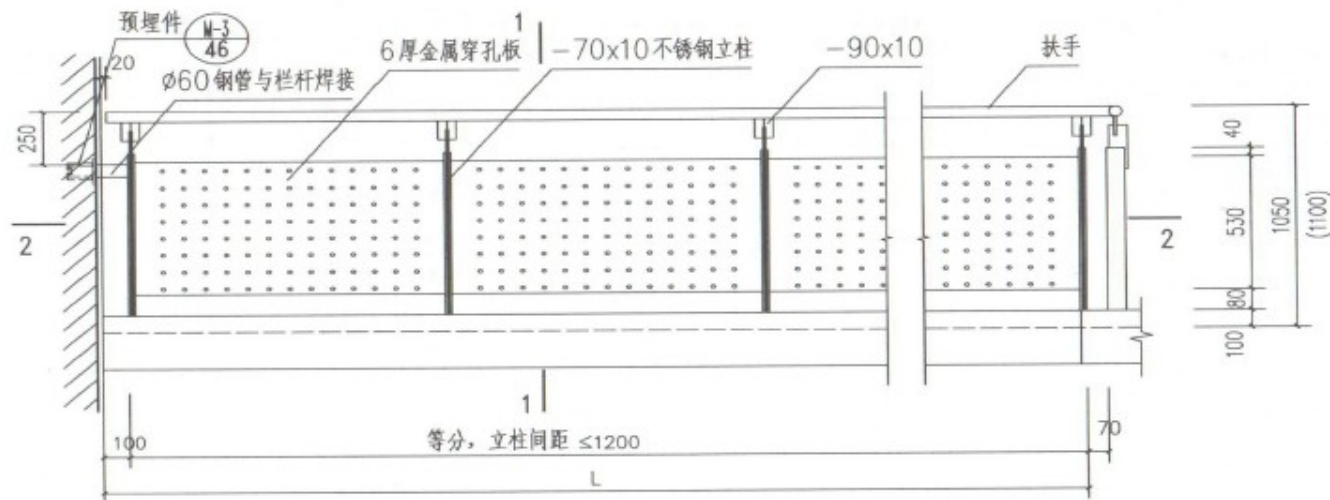 预埋件
M-3
46
1
6厚金属穿孔板
-70x10不锈钢立柱
-90x10
扶手
20
ø60钢管与栏杆焊接
250
40
530
1050
(1100)
80
100
2
2
1
100
等分，立柱间距 ≤1200
70
L